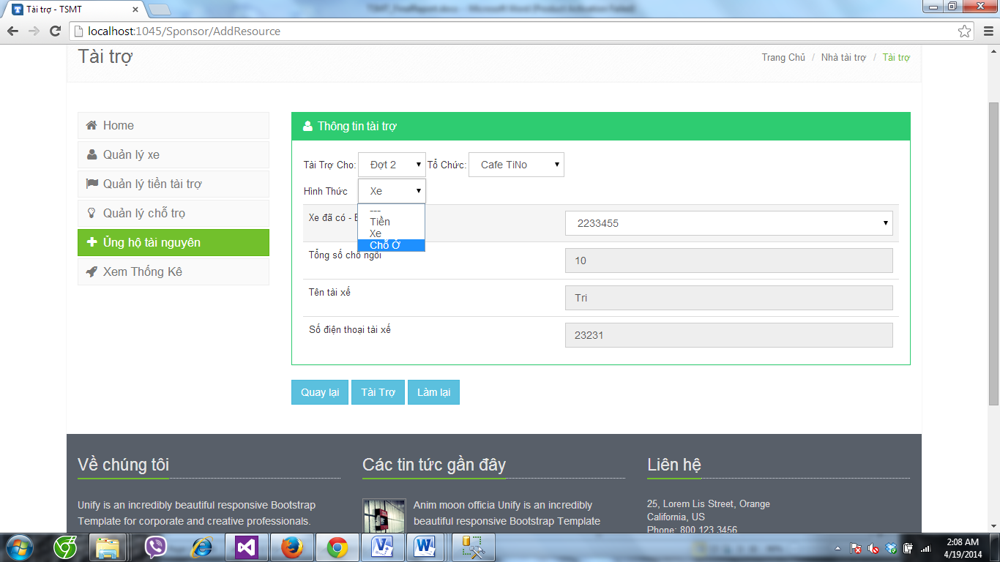 Tài trợ - TSMT
localhost:1045/Sponsor/AddResource
Tài trợ
Trang Chủ / Nhà tài trợ / Tài trợ
Home
Quản lý xe
Quản lý tiền tài trợ
Quản lý chỗ trọ
Ủng hộ tài nguyên
Xem Thống Kê
Thông tin tài trợ
Tài Trợ Cho: Đợt 2 Tổ Chức: Cafe TiNo
Hình Thức Xe
---
Tiền
Xe
Chỗ Ở
Xe đã có - 2233455
Tổng số chỗ ngồi 10
Tên tài xế Tri
Số điện thoại tài xế 23231
Quay lại Tài Trợ Làm lại
Về chúng tôi
Unify is an incredibly beautiful responsive Bootstrap
Template for corporate and creative professionals.
Các tin tức gần đây
Anim moon officia Unify is an incredibly
beautiful responsive Bootstrap Template
Liên hệ
25, Lorem Lis Street, Orange
California, US
Phone: 800 123 3456
2:08 AM
4/19/2014